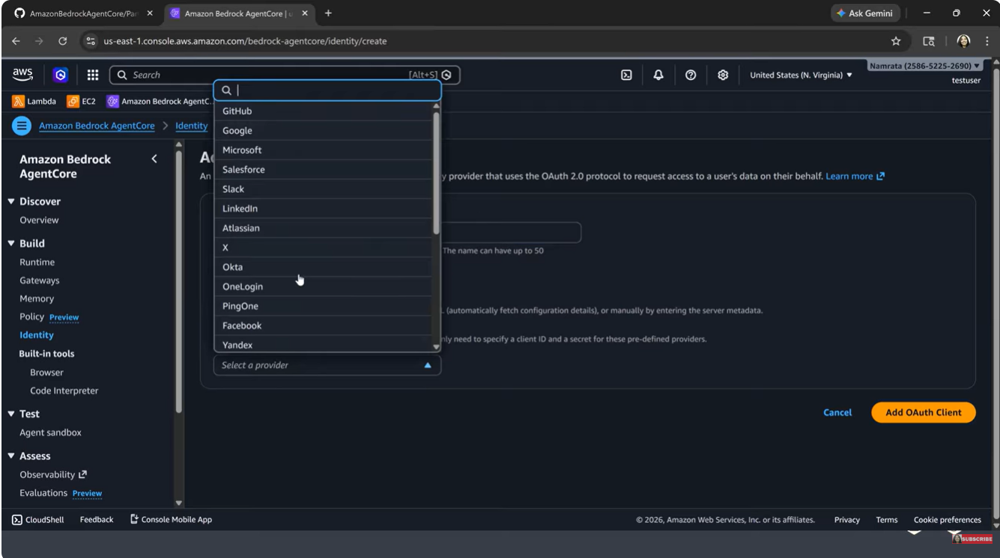 AmazonBedrockAgentCore/Par
Amazon Bedrock AgentCore | u
Ask Gemini
us-east-1.console.aws.amazon.com/bedrock-agentcore/identity/create
aws
Search
[Alt+S]
United States (N. Virginia)
Namrata (2586-5225-2690)
testuser
Lambda
EC2
Amazon Bedrock AgentC...
Amazon Bedrock AgentCore > Identity
Amazon Bedrock
AgentCore
Discover
Overview
Build
Runtime
Gateways
Memory
Policy Preview
Identity
Built-in tools
Browser
Code Interpreter
Test
Agent sandbox
Assess
Observability
Evaluations Preview
GitHub
Google
Microsoft
Salesforce
Slack
LinkedIn
Atlassian
X
Okta
OneLogin
PingOne
Facebook
Yandex
Select a provider
An
y provider that uses the OAuth 2.0 protocol to request access to a user's data on their behalf. Learn more
The name can have up to 50
(automatically fetch configuration details), or manually by entering the server metadata.
need to specify a client ID and a secret for these pre-defined providers.
Cancel
Add OAuth Client
CloudShell
Feedback
Console Mobile App
© 2026, Amazon Web Services, Inc. or its affiliates.
Privacy
Terms
Cookie preferences
SUBSCRIBE